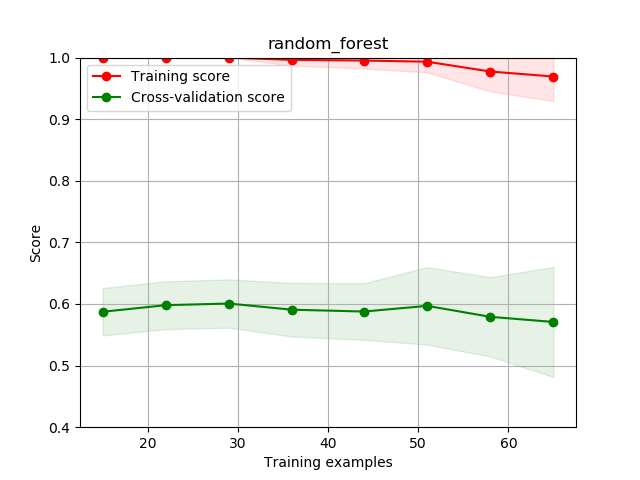 random_forest
Training score
Cross-validation score
1.0
0.9
0.8
0.7
0.6
0.5
0.4
Score
20 30 40 50 60
Training examples